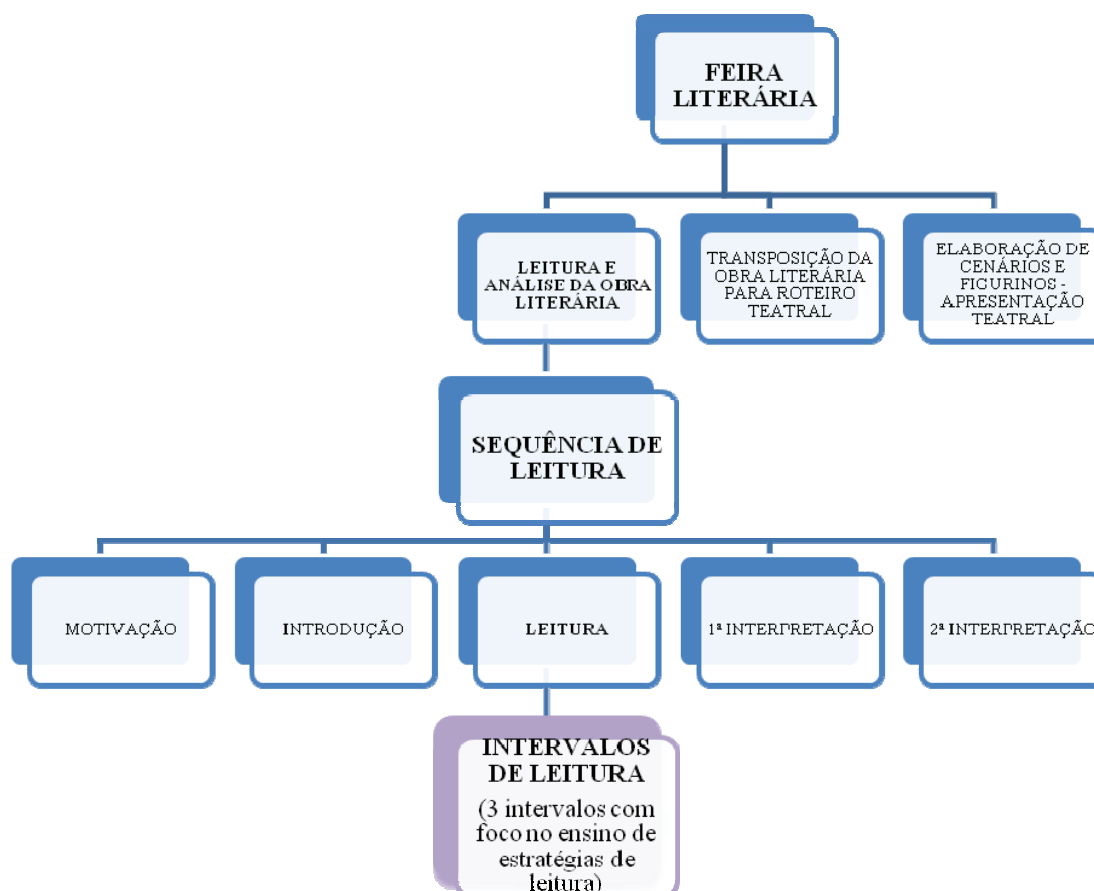 FEIRA
LITERÁRIA
LEITURA E
ANÁLISE DA OBRA
LITERÁRIA
TRANSPOSIÇÃO DA
OBRA LITERÁRIA
PARA ROTEIRO
TEATRAL
ELABORAÇÃO DE
CENÁRIOS E
FIGURINOS -
APRESENTAÇÃO
TEATRAL
SEQUÊNCIA DE
LEITURA
MOTIVAÇÃO
INTRODUÇÃO
LEITURA
1ª INTERPRETAÇÃO
2ª INTERPRETAÇÃO
INTERVALOS
DE LEITURA
(3 intervalos com
foco no ensino de
estratégias de
leitura)